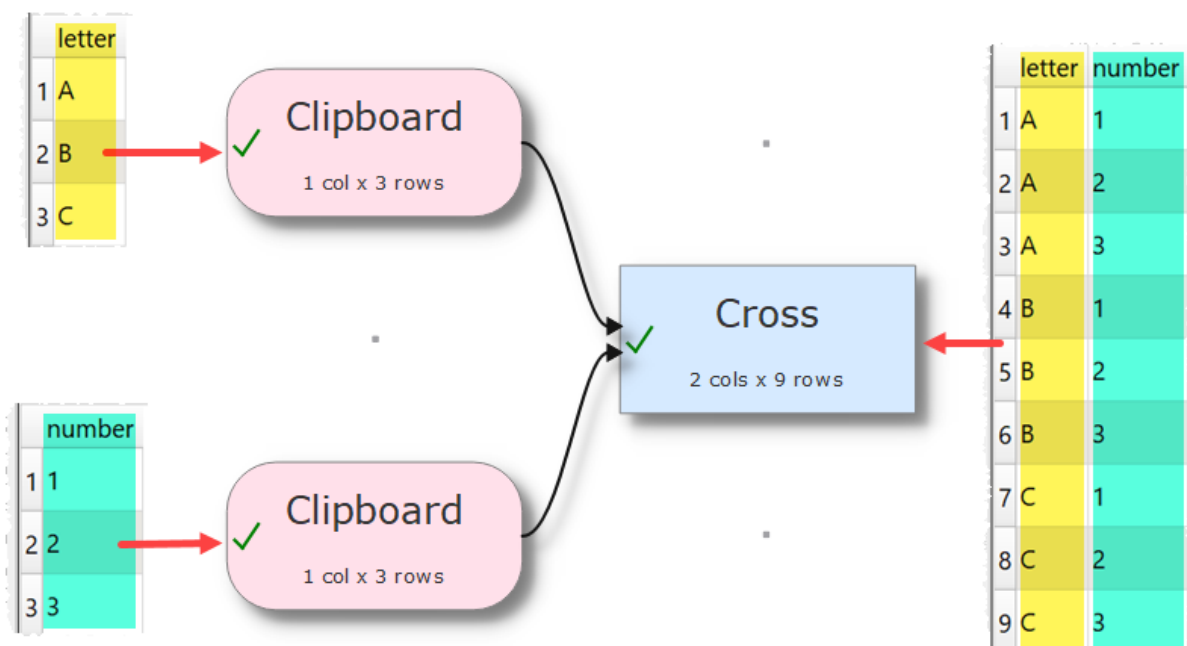 letter
1 A
2 B
3 C
Clipboard
1 col x 3 rows
number
1 1
2 2
3 3
Clipboard
1 col x 3 rows
Cross
2 cols x 9 rows
letter number
1 A 1
2 A 2
3 A 3
4 B 1
5 B 2
6 B 3
7 C 1
8 C 2
9 C 3